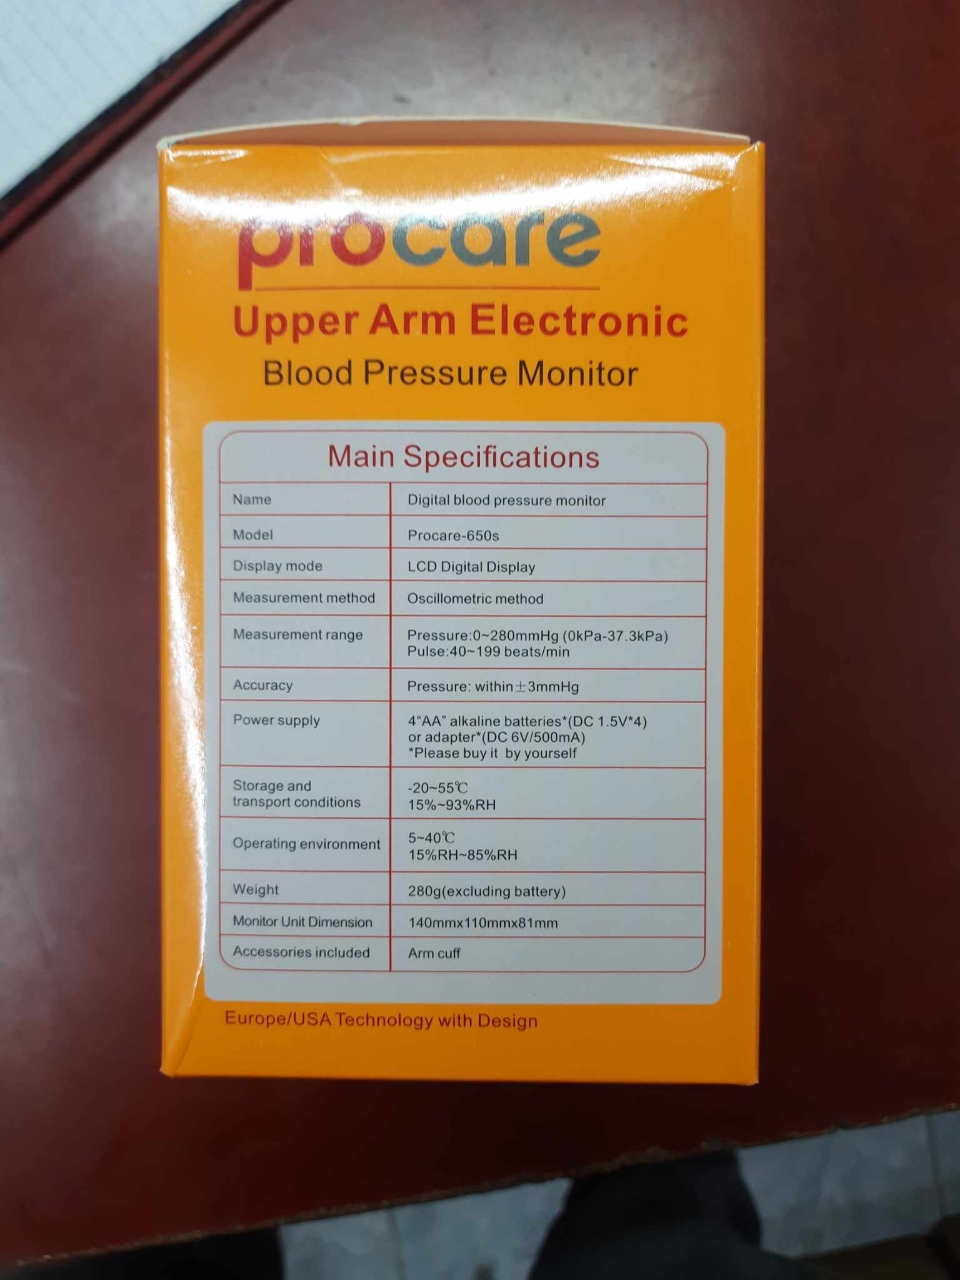 procare
Upper Arm Electronic
Blood Pressure Monitor
Main Specifications
Name Digital blood pressure monitor
Model Procare-650s
Display mode LCD Digital Display
Measurement method Oscillometric method
Measurement range Pressure:0~280mmHg (0kPa-37.3kPa)
Pulse:40~199 beats/min
Accuracy Pressure: within±3mmHg
Power supply 4"AA" alkaline batteries*(DC 1.5V*4)
or adapter*(DC 6V/500mA)
*Please buy it by yourself
Storage and -20~55℃
transport conditions 15%~93%RH
Operating environment 5~40℃
15%RH~85%RH
Weight 280g(excluding battery)
Monitor Unit Dimension 140mmx110mmx81mm
Accessories included Arm cuff
Europe/USA Technology with Design